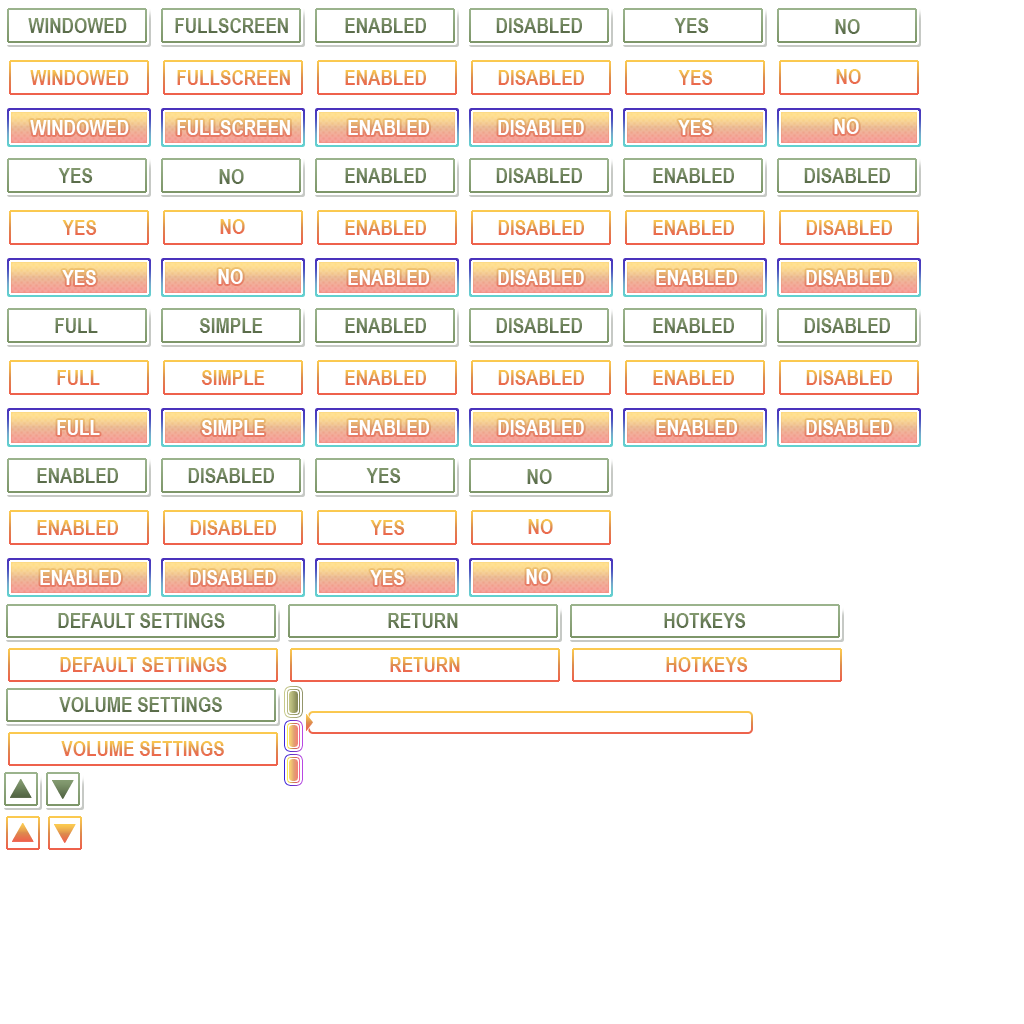 WINDOWED FULLSCREEN ENABLED DISABLED YES NO
WINDOWED FULLSCREEN ENABLED DISABLED YES NO
WINDOWED FULLSCREEN ENABLED DISABLED YES NO
YES NO ENABLED DISABLED ENABLED DISABLED
YES NO ENABLED DISABLED ENABLED DISABLED
YES NO ENABLED DISABLED ENABLED DISABLED
FULL SIMPLE ENABLED DISABLED ENABLED DISABLED
FULL SIMPLE ENABLED DISABLED ENABLED DISABLED
FULL SIMPLE ENABLED DISABLED ENABLED DISABLED
ENABLED DISABLED YES NO
ENABLED DISABLED YES NO
ENABLED DISABLED YES NO
DEFAULT SETTINGS RETURN HOTKEYS
DEFAULT SETTINGS RETURN HOTKEYS
VOLUME SETTINGS
VOLUME SETTINGS